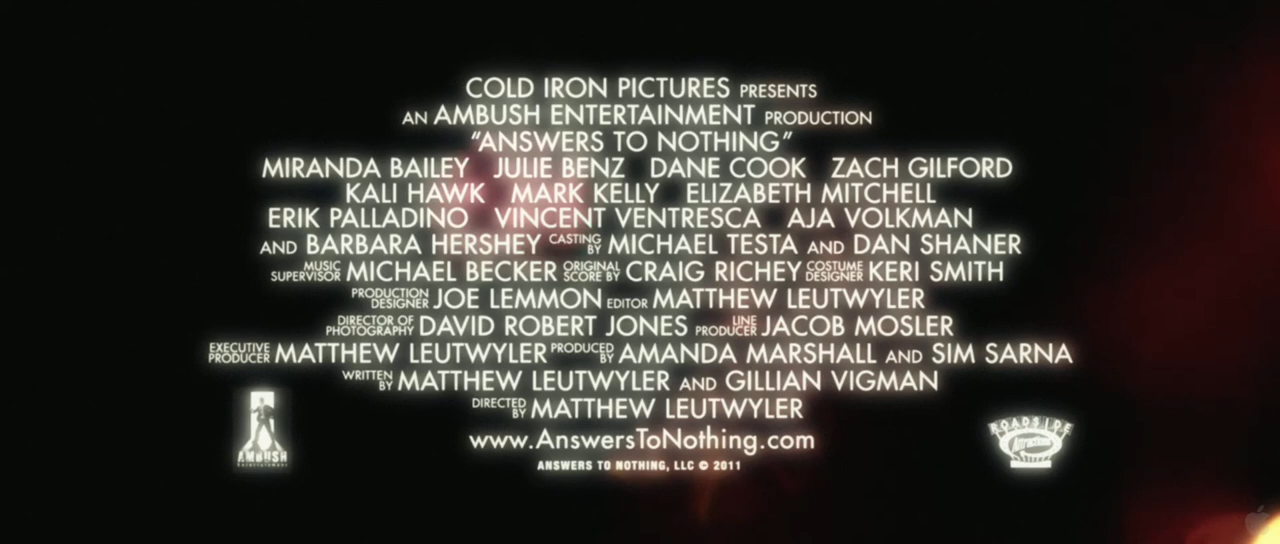 COLD IRON PICTURES PRESENTS
AN AMBUSH ENTERTAINMENT PRODUCTION
"ANSWERS TO NOTHING"
MIRANDA BAILEY JULIE BENZ DANE COOK ZACH GILFORD
KALI HAWK MARK KELLY ELIZABETH MITCHELL
ERIK PALLADINO VINCENT VENTRESCA AJA VOLKMAN
AND BARBARA HERSHEY CASTING BY MICHAEL TESTA AND DAN SHANER
MUSIC SUPERVISOR MICHAEL BECKER ORIGINAL SCORE BY CRAIG RICHEY COSTUME DESIGNER KERI SMITH
PRODUCTION DESIGNER JOE LEMMON EDITOR MATTHEW LEUTWYLER
DIRECTOR OF PHOTOGRAPHY DAVID ROBERT JONES LINE PRODUCER JACOB MOSLER
EXECUTIVE PRODUCER MATTHEW LEUTWYLER PRODUCED BY AMANDA MARSHALL AND SIM SARNA
WRITTEN BY MATTHEW LEUTWYLER AND GILLIAN VIGMAN
DIRECTED BY MATTHEW LEUTWYLER
www.AnswersToNothing.com
ANSWERS TO NOTHING, LLC © 2011
AMBUSH
Entertainment
ROADSIDE
Attractions